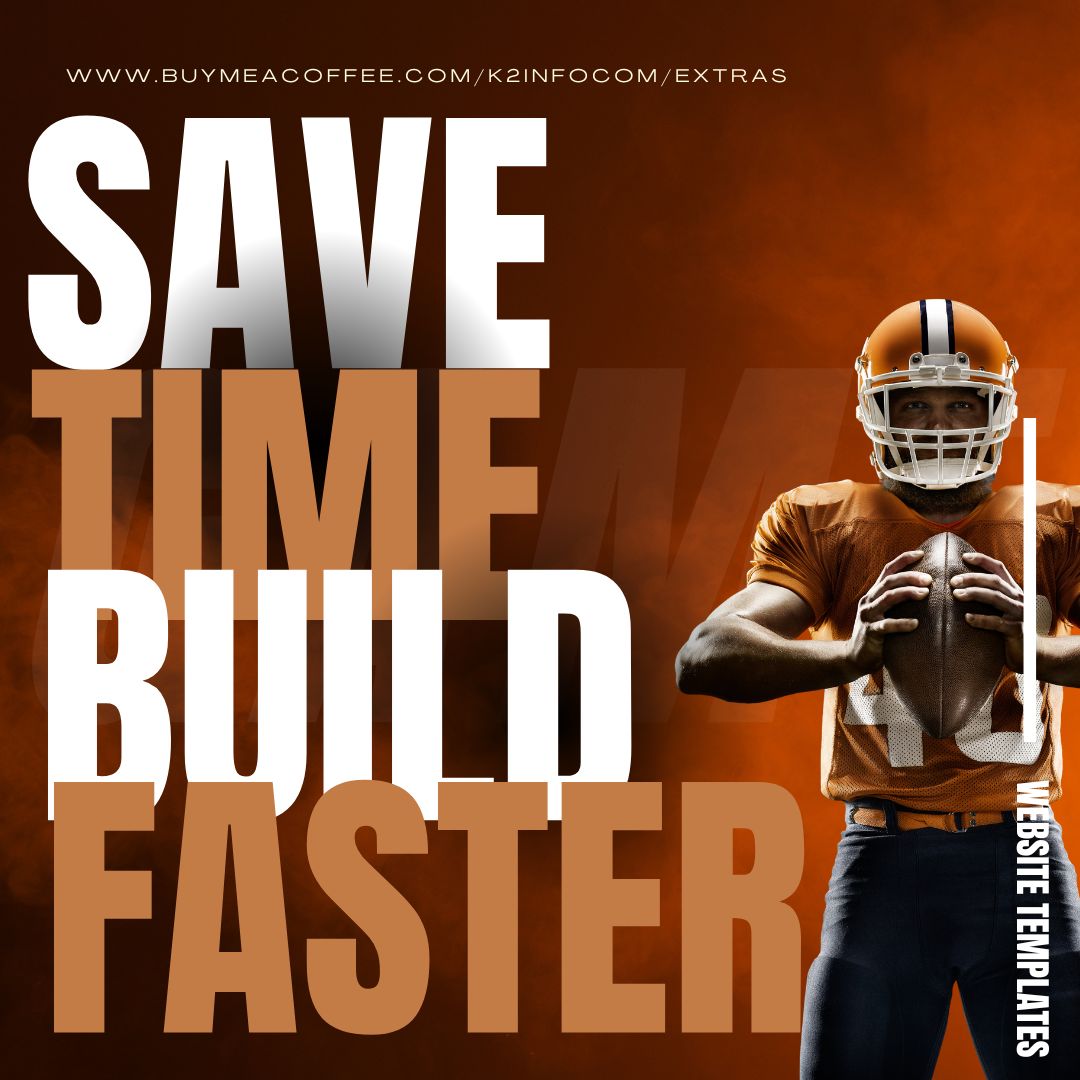 WWW.BUYMEACOFFEE.COM/K2INFOCOM/EXTRAS
SAVE
TIME
BUILD
FASTER
WEBSITE TEMPLATES